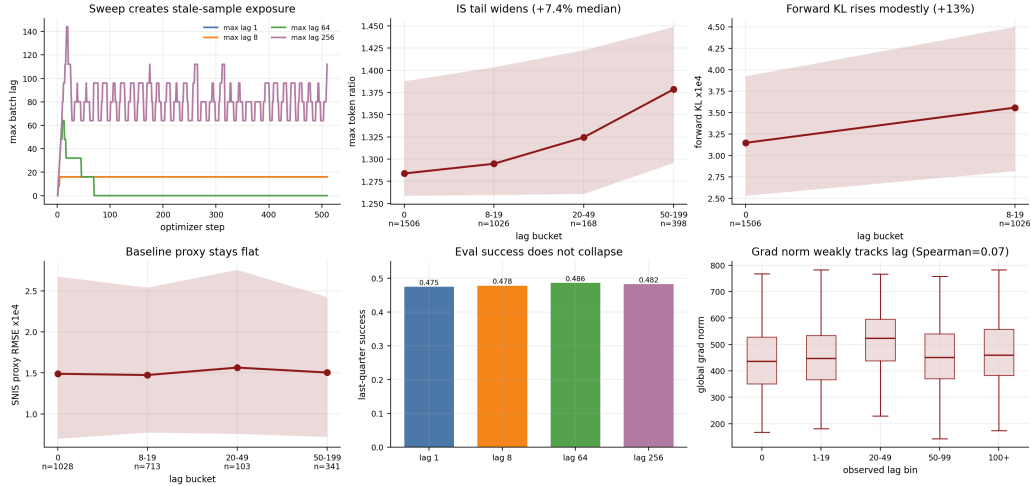 Sweep creates stale-sample exposure
max lag 1
max lag 8
max lag 64
max lag 256
max batch lag
140
120
100
80
60
40
20
0
0 100 200 300 400 500
optimizer step
IS tail widens (+7.4% median)
max token ratio
1.450
1.425
1.400
1.375
1.350
1.325
1.300
1.275
1.250
0 8-19 20-49 50-199
n=1506 n=1026 n=168 n=398
lag bucket
Forward KL rises modestly (+13%)
forward KL x1e4
4.50
4.25
4.00
3.75
3.50
3.25
3.00
2.75
2.50
0 8-19
n=1506 n=1026
lag bucket
Baseline proxy stays flat
SNIS proxy RMSE x1e4
2.5
2.0
1.5
1.0
0 8-19 20-49 50-199
n=1028 n=713 n=103 n=341
lag bucket
Eval success does not collapse
last-quarter success
0.5
0.4
0.3
0.2
0.1
0.0
0.475 0.478 0.486 0.482
lag 1 lag 8 lag 64 lag 256
Grad norm weakly tracks lag (Spearman=0.07)
global grad norm
800
700
600
500
400
300
200
0 1-19 20-49 50-99 100+
observed lag bin